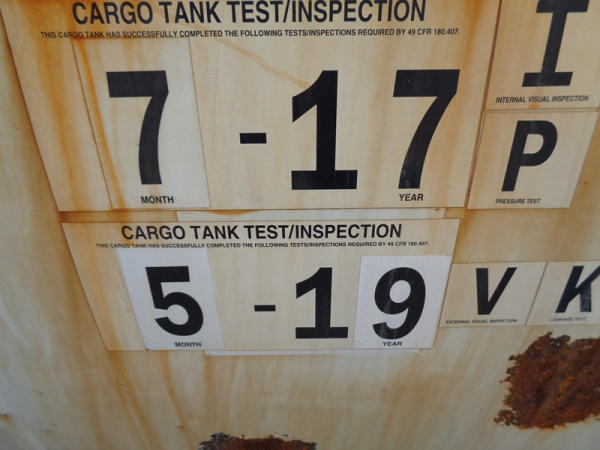 CARGO TANK TEST/INSPECTION
THIS CARGO TANK HAS SUCCESSFULLY COMPLETED THE FOLLOWING TESTS/INSPECTIONS REQUIRED BY 49 CFR 180.407.
7 - 17
MONTH YEAR
I
INTERNAL VISUAL INSPECTION
P
PRESSURE TEST
CARGO TANK TEST/INSPECTION
THIS CARGO TANK HAS SUCCESSFULLY COMPLETED THE FOLLOWING TESTS/INSPECTIONS REQUIRED BY 49 CFR 180.407.
5 - 19
MONTH YEAR
V
EXTERNAL VISUAL INSPECTION
K
LEAKAGE TEST